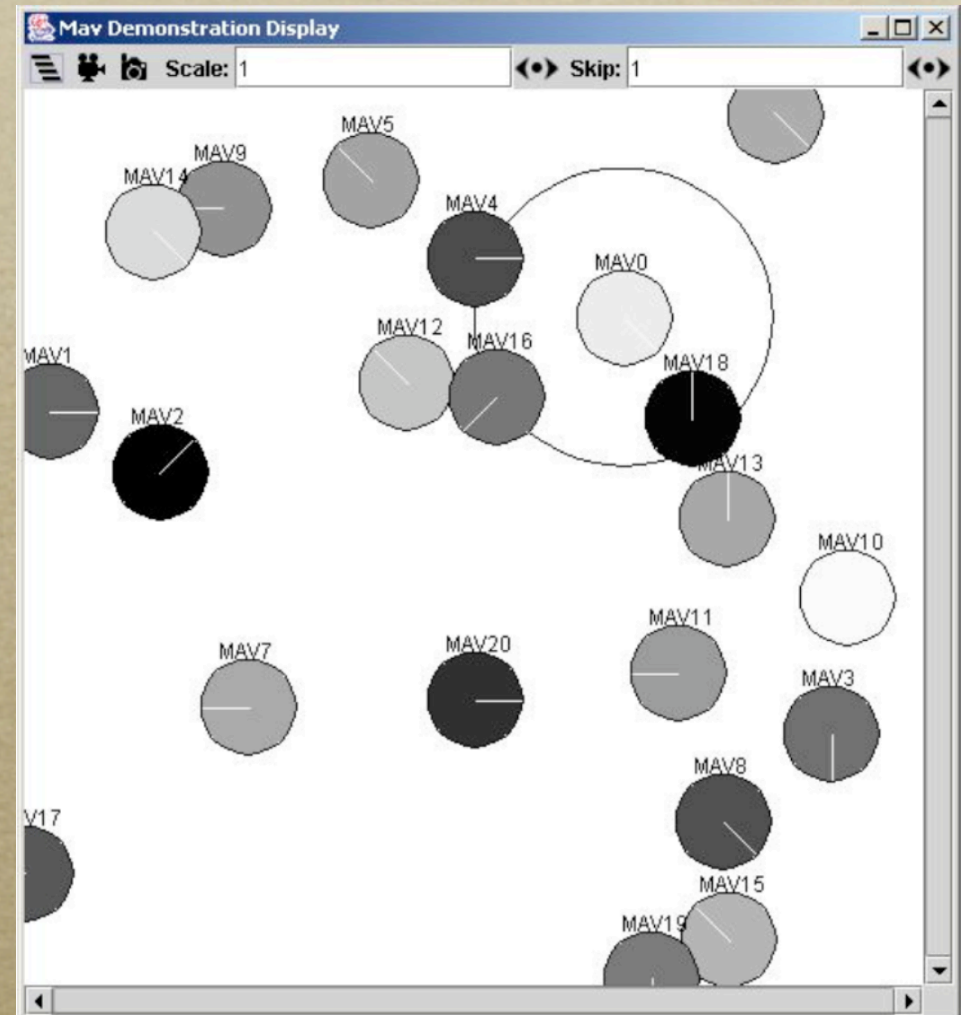 Mav Demonstration Display
Scale: 1 Skip: 1
MAV5
MAV9
MAV14
MAV4
MAV0
MAV12
MAV16
MAV1
MAV18
MAV2
MAV13
MAV10
MAV11
MAV20
MAV7
MAV3
MAV8
V17
MAV15
MAV19